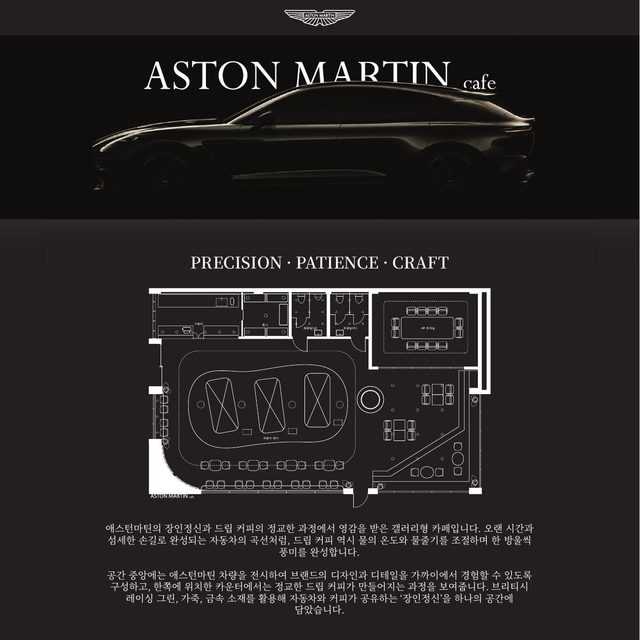 ASTON MARTIN
ASTON MARTIN cafe
PRECISION · PATIENCE · CRAFT
VIP 미팅룸
ASTON MARTIN cafe
애스턴마틴의 장인정신과 드립 커피의 정교한 과정에서 영감을 받은 갤러리형 카페입니다. 오랜 시간과
섬세한 손길로 완성되는 자동차의 곡선처럼, 드립 커피 역시 물의 온도와 물줄기를 조절하며 한 방울씩
풍미를 완성합니다.
공간 중앙에는 애스턴마틴 차량을 전시하여 브랜드의 디자인과 디테일을 가까이에서 경험할 수 있도록
구성하고, 한쪽에 위치한 카운터에서는 정교한 드립 커피가 만들어지는 과정을 보여줍니다. 브리티시
레이싱 그린, 가죽, 금속 소재를 활용해 자동차와 커피가 공유하는 '장인정신'을 하나의 공간에
담았습니다.